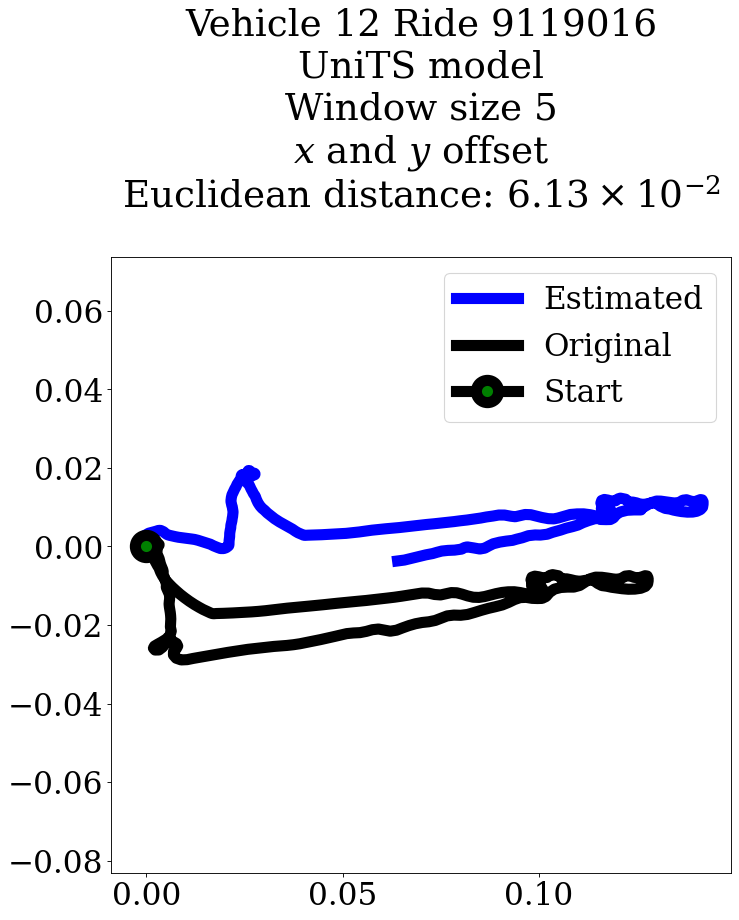 Vehicle 12 Ride 9119016
UniTS model
Window size 5
x and y offset
Euclidean distance: 6.13 × 10⁻²
Estimated
Original
Start
0.06
0.04
0.02
0.00
−0.02
−0.04
−0.06
−0.08
0.00 0.05 0.10